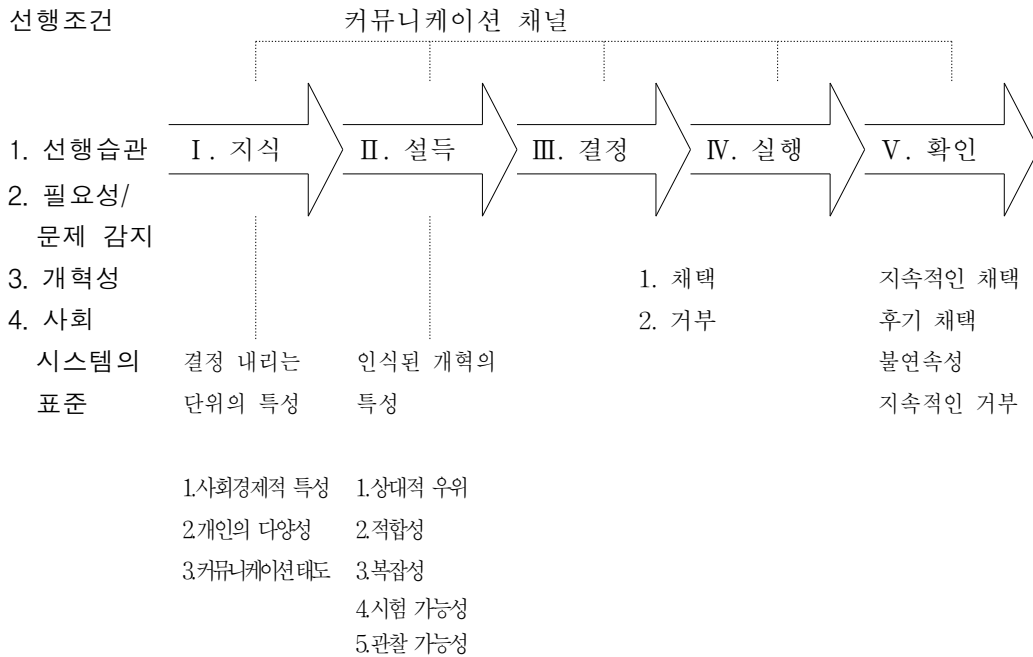 선행조건 커뮤니케이션 채널
1. 선행습관 Ⅰ. 지식 Ⅱ. 설득 Ⅲ. 결정 Ⅳ. 실행 Ⅴ. 확인
2. 필요성/
문제 감지
3. 개혁성 1. 채택 지속적인 채택
4. 사회 2. 거부 후기 채택
시스템의 결정 내리는 인식된 개혁의 불연속성
표준 단위의 특성 특성 지속적인 거부
1.사회경제적 특성 1.상대적 우위
2.개인의 다양성 2.적합성
3.커뮤니케이션태도 3.복잡성
4.시험 가능성
5.관찰 가능성